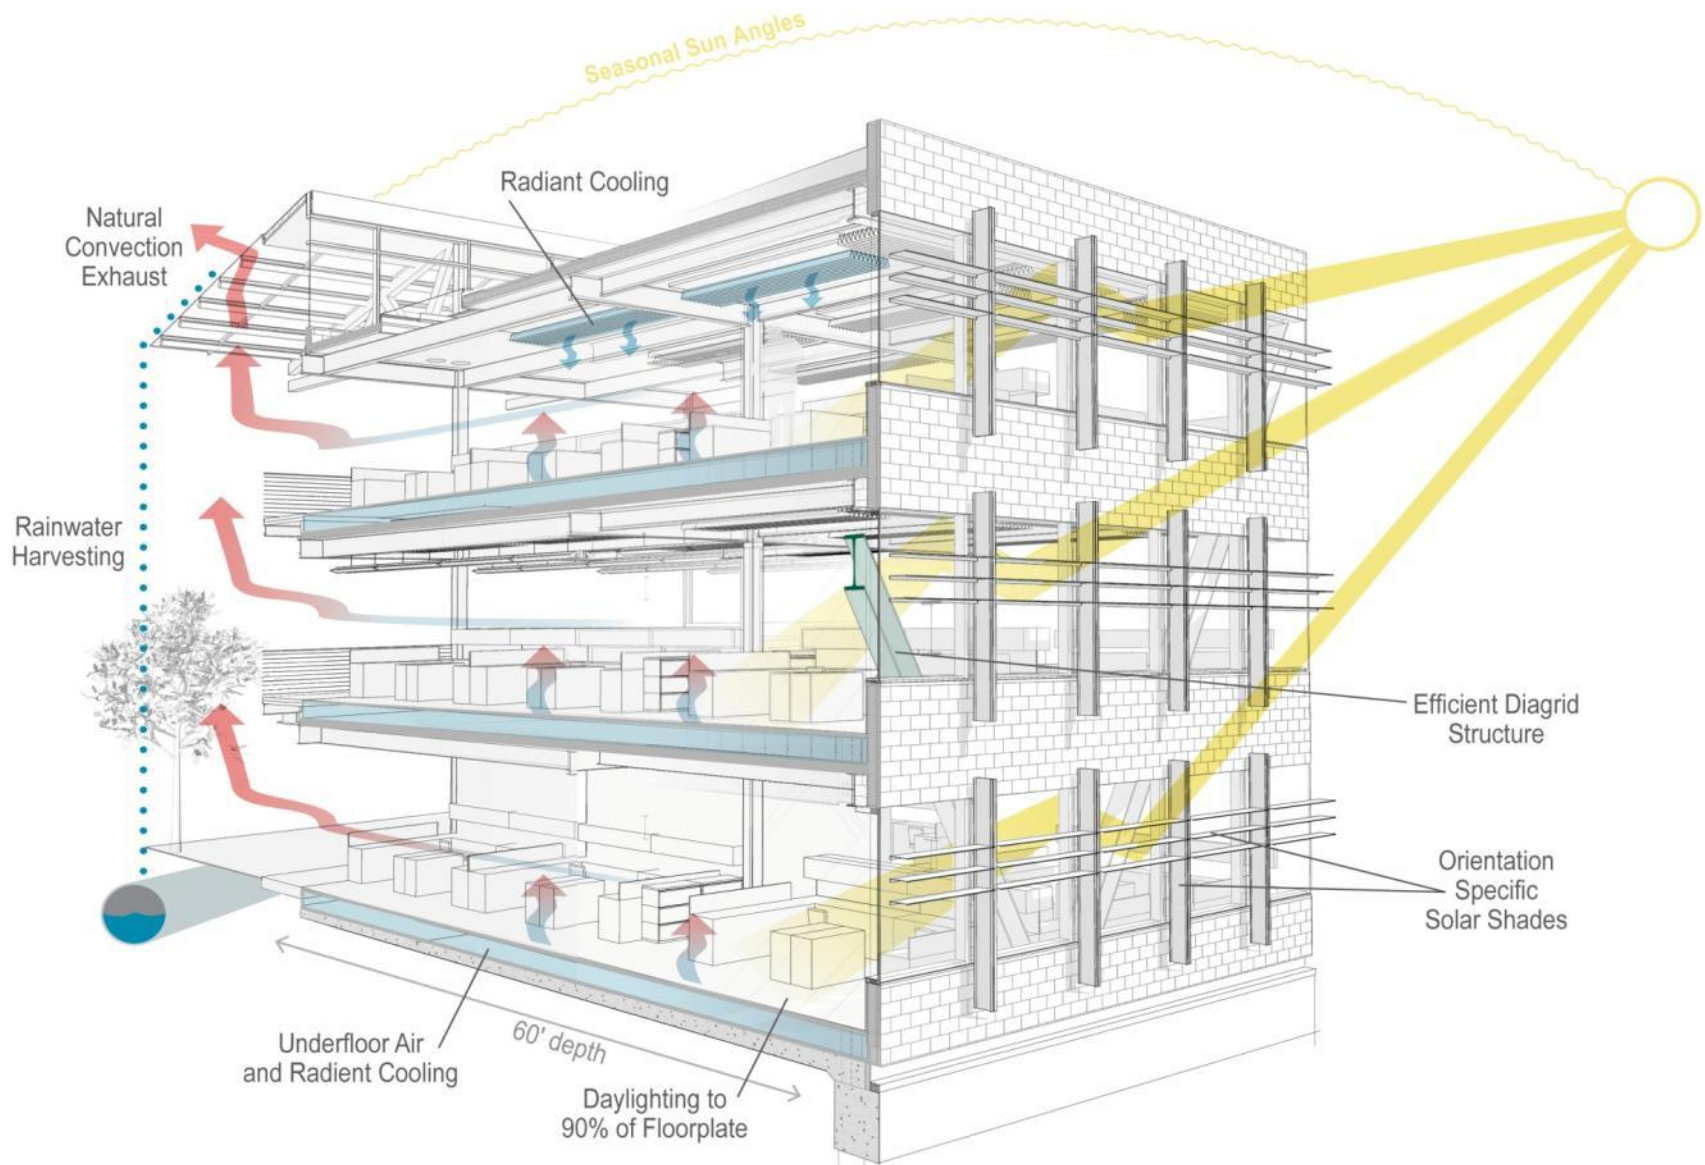 Seasonal Sun Angles
Radiant Cooling
Natural
Convection
Exhaust
Rainwater
Harvesting
Efficient Diagrid
Structure
Orientation
Specific
Solar Shades
Underfloor Air
and Radient Cooling
60' depth
Daylighting to
90% of Floorplate